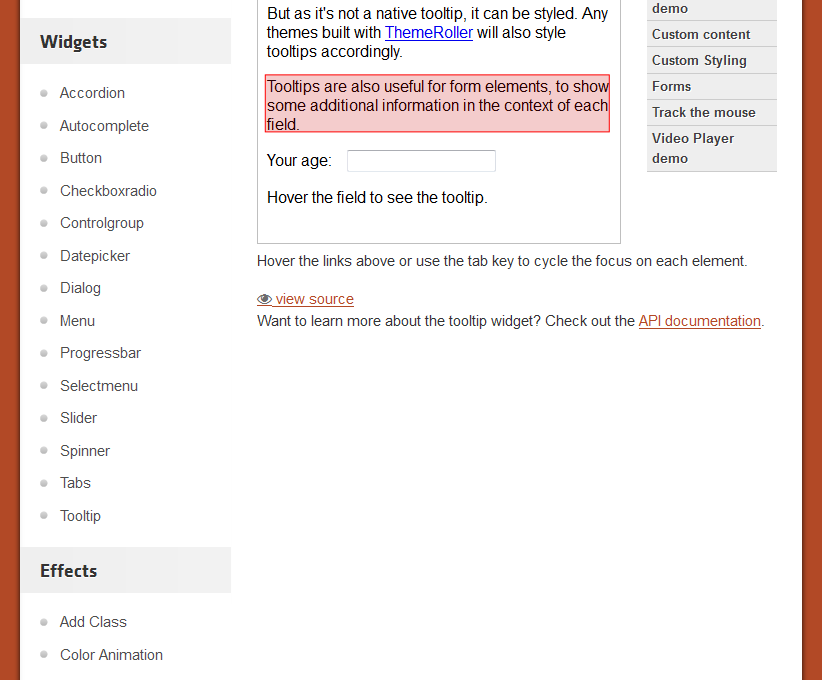 Widgets
Accordion
Autocomplete
Button
Checkboxradio
Controlgroup
Datepicker
Dialog
Menu
Progressbar
Selectmenu
Slider
Spinner
Tabs
Tooltip
Effects
Add Class
Color Animation
But as it's not a native tooltip, it can be styled. Any
themes built with ThemeRoller will also style
tooltips accordingly.
Tooltips are also useful for form elements, to show
some additional information in the context of each
field.
Your age:
Hover the field to see the tooltip.
Hover the links above or use the tab key to cycle the focus on each element.
view source
Want to learn more about the tooltip widget? Check out the API documentation.
demo
Custom content
Custom Styling
Forms
Track the mouse
Video Player
demo